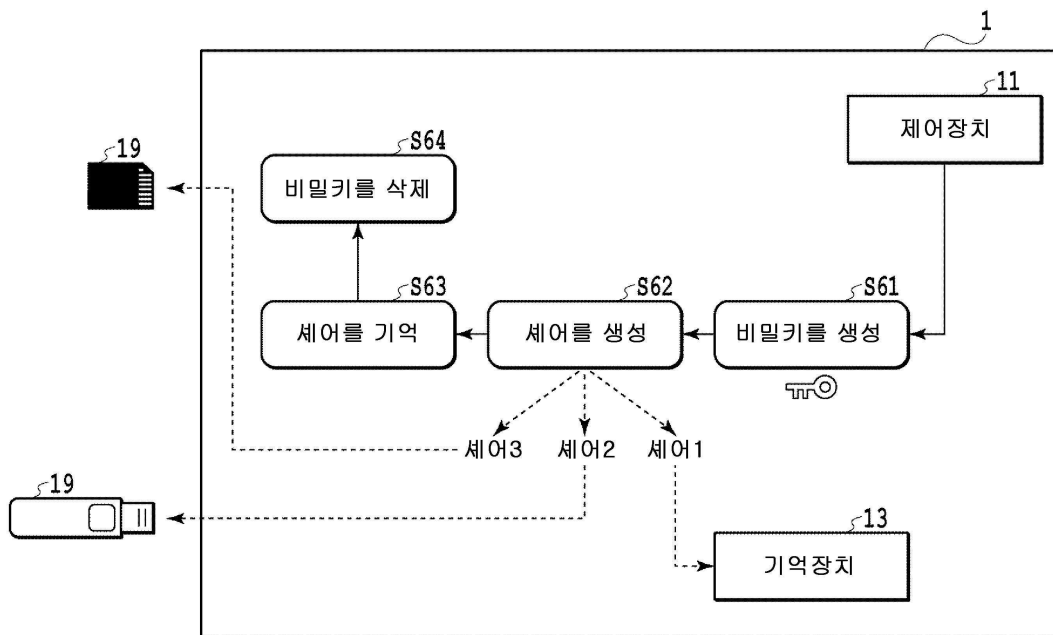 1
11
제어장치
S64
19
비밀키를 삭제
S63
S62
S61
셰어를 기억
셰어를 생성
비밀키를 생성
셰어3
셰어2
셰어1
19
13
기억장치